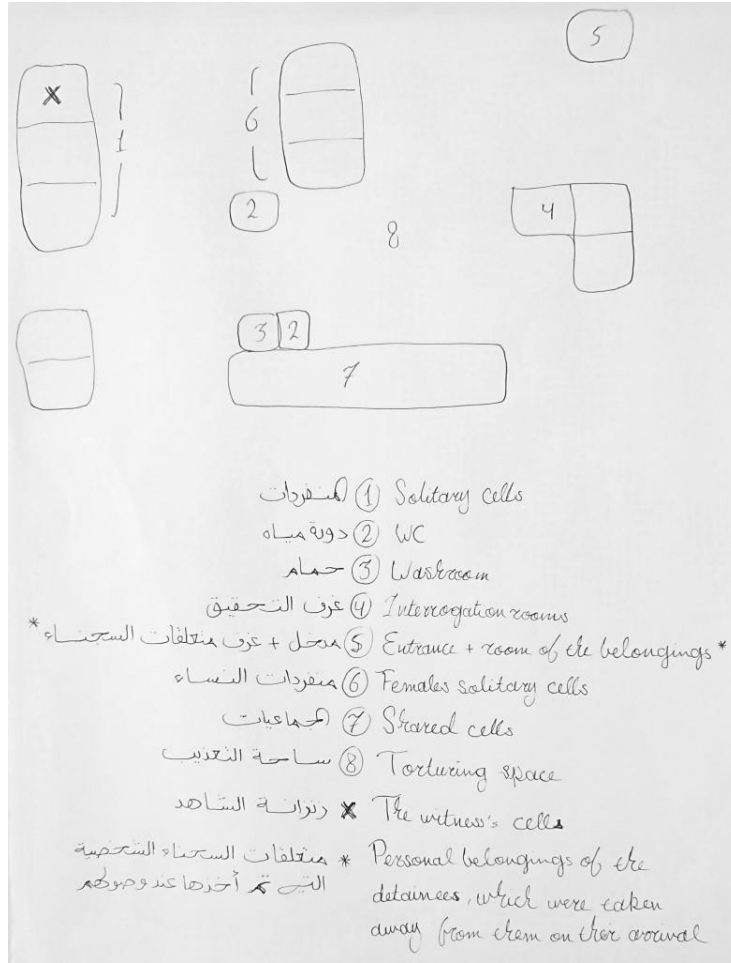 5
X
1
6
2
4
8
3 2
7
المنفردات 1 Solitary cells
دورة مياه 2 WC
حمام 3 Washroom
غرف التحقيق 4 Interrogation rooms
* مدخل + غرف متعلقات السجناء 5 Entrance + room of the belongings *
منفردات النساء 6 Females solitary cells
الجماعيات 7 Shared cells
ساحة التعذيب 8 Torturing space
زنزانة الشاهد X The witness's cells
متعلقات السجناء الشخصية * Personal belongings of the
التي تم أخذها عند وصولهم detainees, which were taken
away from them on their arrival